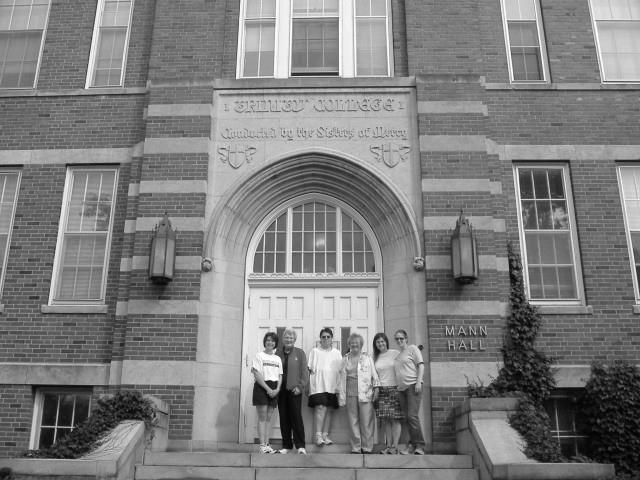 TRINITY COLLEGE
Conducted by the Sisters of Mercy
MANN
HALL